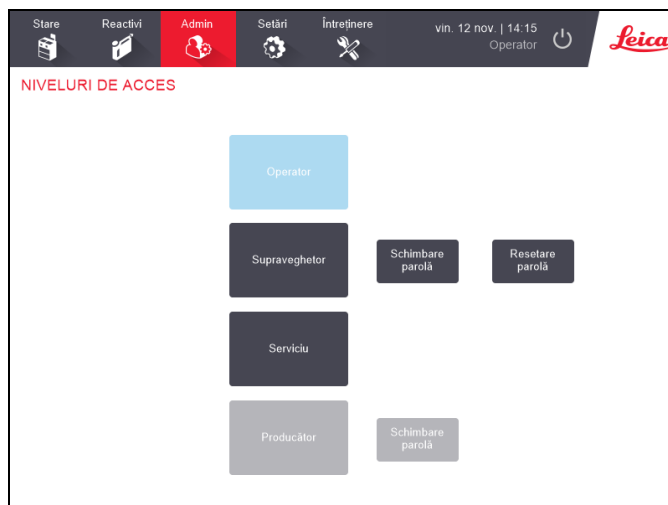 Stare Reactivi Admin Setări Întreținere vin. 12 nov. | 14:15
Operator
Leica
NIVELURI DE ACCES
Operator
Supraveghetor
Schimbare
parolă
Resetare
parolă
Serviciu
Producător
Schimbare
parolă